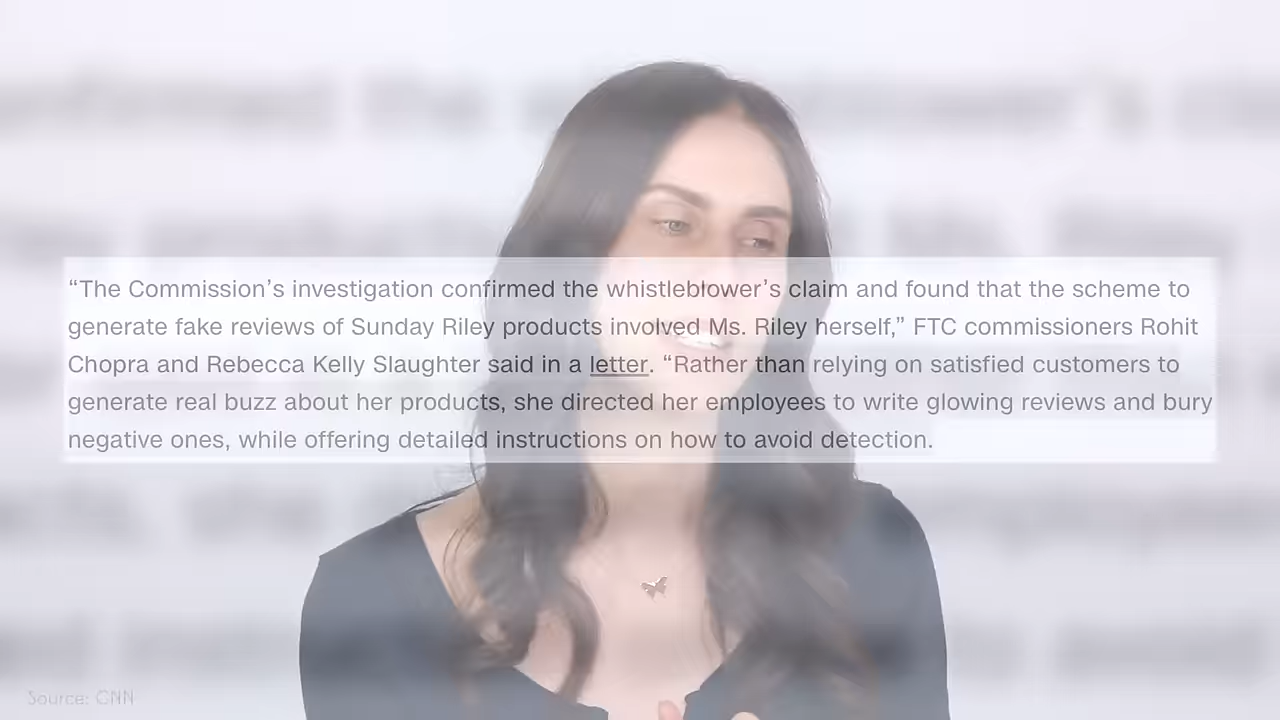 “The Commission’s investigation confirmed the whistleblower’s claim and found that the scheme to
generate fake reviews of Sunday Riley products involved Ms. Riley herself,” FTC commissioners Rohit
Chopra and Rebecca Kelly Slaughter said in a letter. “Rather than relying on satisfied customers to
generate real buzz about her products, she directed her employees to write glowing reviews and bury
negative ones, while offering detailed instructions on how to avoid detection.
Source: CNN